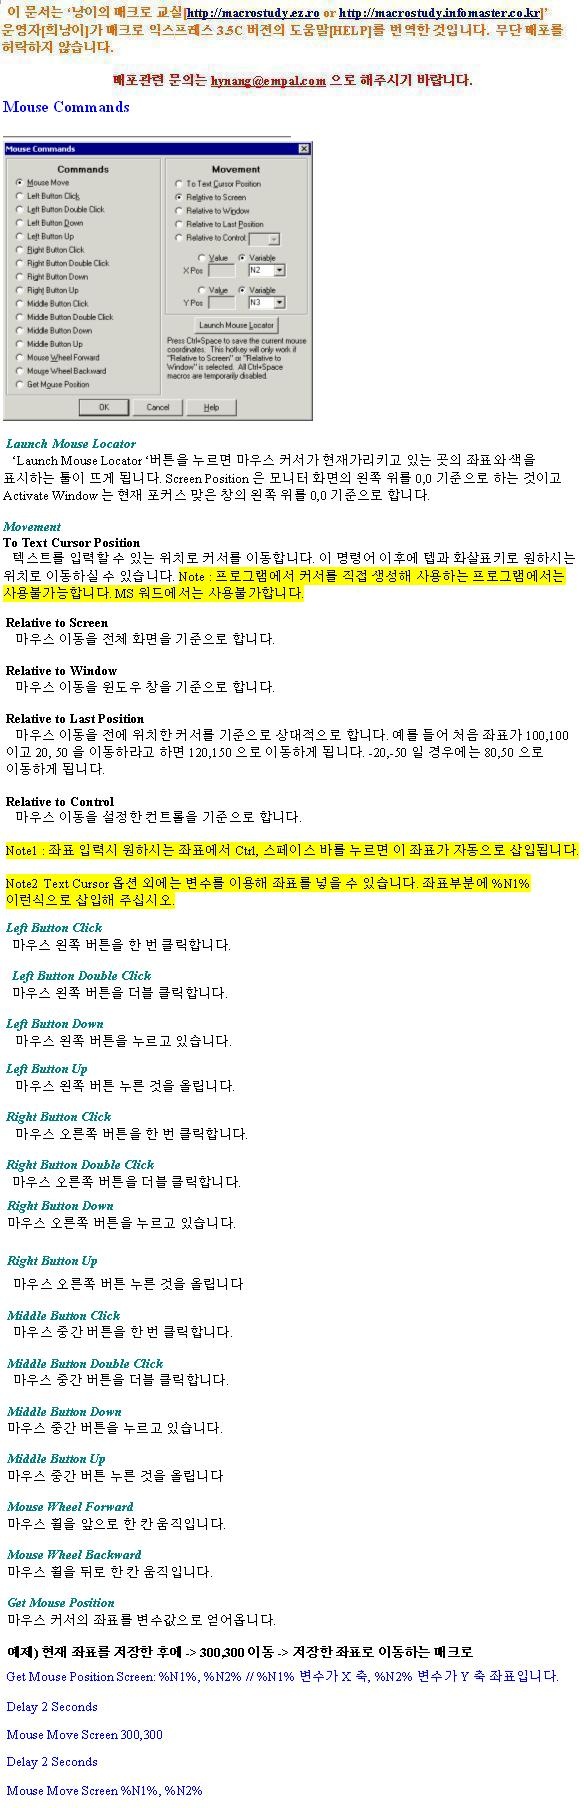 이 문서는 ‘낭이의 매크로 교실[http://macrostudy.ez.ro or http://macrostudy.infomaster.co.kr]’
운영자[희낭이]가 매크로 익스프레스 3.5C 버젼의 도움말[HELP]를 번역한 것입니다. 무단 배포를
허락하지 않습니다.
배포관련 문의는 hynang@empal.com 으로 해주시기 바랍니다.
Mouse Commands
Mouse Commands
Commands
Mouse Move
Left Button Click
Left Button Double Click
Left Button Down
Left Button Up
Right Button Click
Right Button Double Click
Right Button Down
Right Button Up
Middle Button Click
Middle Button Double Click
Middle Button Down
Middle Button Up
Mouse Wheel Forward
Mouse Wheel Backward
Get Mouse Position
Movement
To Text Cursor Position
Relative to Screen
Relative to Window
Relative to Last Position
Relative to Control
Value Variable
X Pos N2
Value Variable
Y Pos N3
Launch Mouse Locator
Press Ctrl+Space to save the current mouse
coordinates. This hotkey will only work if
"Relative to Screen" or "Relative to
Window" is selected. All Ctrl+Space
macros are temporarily disabled.
OK Cancel Help
Launch Mouse Locator
‘Launch Mouse Locator ‘버튼을 누르면 마우스 커서가 현재가리키고 있는 곳의 좌표와 색을
표시하는 툴이 뜨게 됩니다. Screen Position 은 모니터 화면의 왼쪽 위를 0,0 기준으로 하는 것이고
Activate Window 는 현재 포커스 맞은 창의 왼쪽 위를 0,0 기준으로 합니다.
Movement
To Text Cursor Position
텍스트를 입력할 수 있는 위치로 커서를 이동합니다. 이 명령어 이후에 탭과 화살표키로 원하시는
위치로 이동하실 수 있습니다. Note : 프로그램에서 커서를 직접 생성해 사용하는 프로그램에서는
사용불가능합니다. MS 워드에서는 사용불가합니다.
Relative to Screen
마우스 이동을 전체 화면을 기준으로 합니다.
Relative to Window
마우스 이동을 윈도우 창을 기준으로 합니다.
Relative to Last Position
마우스 이동을 전에 위치한 커서를 기준으로 상대적으로 합니다. 예를 들어 처음 좌표가 100,100
이고 20, 50 을 이동하라고 하면 120,150 으로 이동하게 됩니다. -20,-50 일 경우에는 80,50 으로
이동하게 됩니다.
Relative to Control
마우스 이동을 설정한 컨트롤을 기준으로 합니다.
Note1 : 좌표 입력시 원하시는 좌표에서 Ctrl, 스페이스 바를 누르면 이 좌표가 자동으로 삽입됩니다.
Note2 Text Cursor 옵션 외에는 변수를 이용해 좌표를 넣을 수 있습니다. 좌표부분에 %N1%
이런식으로 삽입해 주십시오.
Left Button Click
마우스 왼쪽 버튼을 한 번 클릭합니다.
Left Button Double Click
마우스 왼쪽 버튼을 더블 클릭합니다.
Left Button Down
마우스 왼쪽 버튼을 누르고 있습니다.
Left Button Up
마우스 왼쪽 버튼 누른 것을 올립니다.
Right Button Click
마우스 오른쪽 버튼을 한 번 클릭합니다.
Right Button Double Click
마우스 오른쪽 버튼을 더블 클릭합니다.
Right Button Down
마우스 오른쪽 버튼을 누르고 있습니다.
Right Button Up
마우스 오른쪽 버튼 누른 것을 올립니다
Middle Button Click
마우스 중간 버튼을 한 번 클릭합니다.
Middle Button Double Click
마우스 중간 버튼을 더블 클릭합니다.
Middle Button Down
마우스 중간 버튼을 누르고 있습니다.
Middle Button Up
마우스 중간 버튼 누른 것을 올립니다
Mouse Wheel Forward
마우스 휠을 앞으로 한 칸 움직입니다.
Mouse Wheel Backward
마우스 휠을 뒤로 한 칸 움직입니다.
Get Mouse Position
마우스 커서의 좌표를 변수값으로 얻어옵니다.
예제) 현재 좌표를 저장한 후에 -> 300,300 이동 -> 저장한 좌표로 이동하는 매크로
Get Mouse Position Screen: %N1%, %N2% // %N1% 변수가 X 축, %N2% 변수가 Y 축 좌표입니다.
Delay 2 Seconds
Mouse Move Screen 300,300
Delay 2 Seconds
Mouse Move Screen %N1%, %N2%